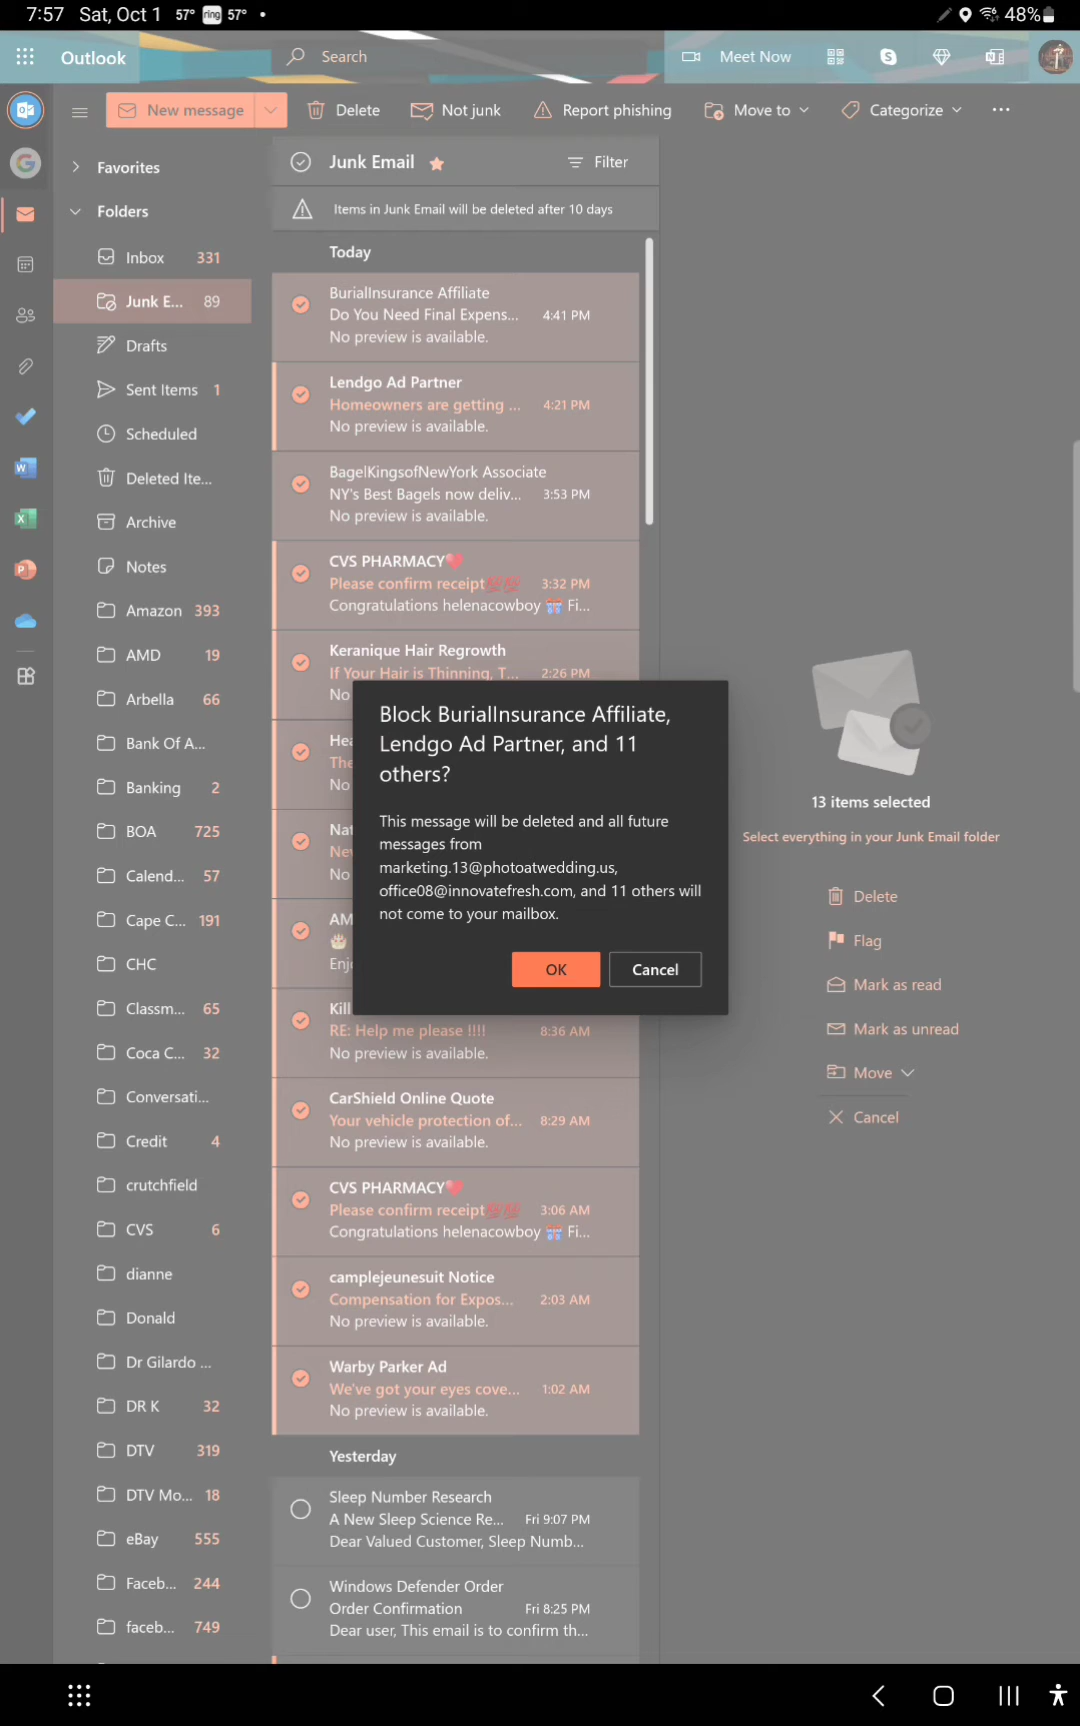 7:57 Sat, Oct 1 57° ring 57° • 48%
Outlook
Search
Meet Now
New message
Delete
Not junk
Report phishing
Move to
Categorize
Favorites
Folders
Inbox 331
Junk E... 89
Drafts
Sent Items 1
Scheduled
Deleted Ite...
Archive
Notes
Amazon 393
AMD 19
Arbella 66
Bank Of A...
Banking 2
BOA 725
Calend... 57
Cape C... 191
CHC
Classm... 65
Coca C... 32
Conversati...
Credit 4
crutchfield
CVS 6
dianne
Donald
Dr Gilardo ...
DR K 32
DTV 319
DTV Mo... 18
eBay 555
Faceb... 244
faceb... 749
Junk Email
Filter
Items in Junk Email will be deleted after 10 days
Today
BurialInsurance Affiliate
Do You Need Final Expens... 4:41 PM
No preview is available.
Lendgo Ad Partner
Homeowners are getting ... 4:21 PM
No preview is available.
BagelKingsofNewYork Associate
NY's Best Bagels now deliv... 3:53 PM
No preview is available.
CVS PHARMACY❤️
Please confirm receipt💯💯 3:32 PM
Congratulations helenacowboy 🎁 Fi...
Keranique Hair Regrowth
If Your Hair is Thinning, T... 2:26 PM
No
Hea
The
No
Nat
Nev
No
AM
🎂
Enj
Kill
RE: Help me please !!!! 8:36 AM
No preview is available.
CarShield Online Quote
Your vehicle protection of... 8:29 AM
No preview is available.
CVS PHARMACY❤️
Please confirm receipt💯💯 3:06 AM
Congratulations helenacowboy 🎁 Fi...
camplejeunesuit Notice
Compensation for Expos... 2:03 AM
No preview is available.
Warby Parker Ad
We've got your eyes cove... 1:02 AM
No preview is available.
Yesterday
Sleep Number Research
A New Sleep Science Re... Fri 9:07 PM
Dear Valued Customer, Sleep Numb...
Windows Defender Order
Order Confirmation Fri 8:25 PM
Dear user, This email is to confirm th...
Block BurialInsurance Affiliate,
Lendgo Ad Partner, and 11
others?
This message will be deleted and all future
messages from
marketing.13@photoatwedding.us,
office08@innovatefresh.com, and 11 others will
not come to your mailbox.
OK
Cancel
13 items selected
Select everything in your Junk Email folder
Delete
Flag
Mark as read
Mark as unread
Move
Cancel